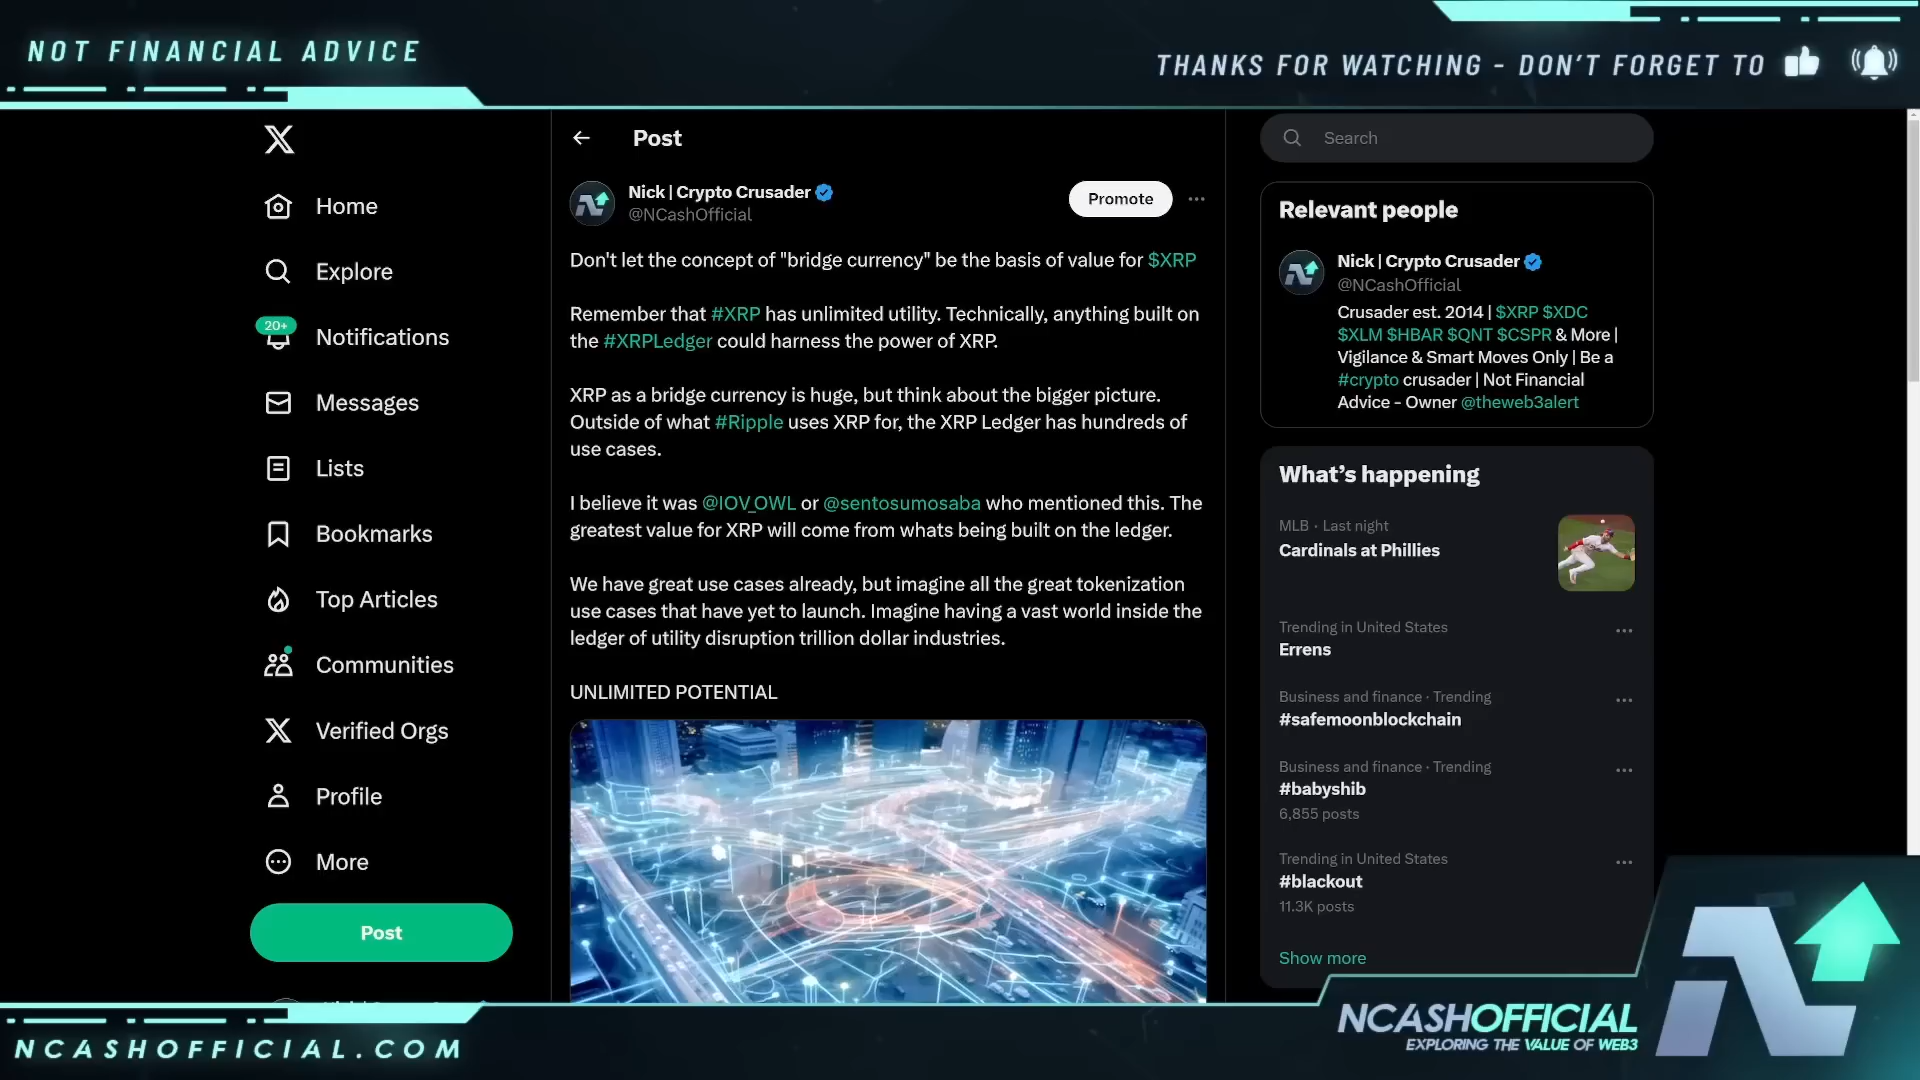 NOT FINANCIAL ADVICE
THANKS FOR WATCHING - DON'T FORGET TO
Home
Explore
20+
Notifications
Messages
Lists
Bookmarks
Top Articles
Communities
Verified Orgs
Profile
More
Post
Post
Nick | Crypto Crusader
@NCashOfficial
Promote
Don't let the concept of "bridge currency" be the basis of value for $XRP
Remember that #XRP has unlimited utility. Technically, anything built on
the #XRPLedger could harness the power of XRP.
XRP as a bridge currency is huge, but think about the bigger picture.
Outside of what #Ripple uses XRP for, the XRP Ledger has hundreds of
use cases.
I believe it was @IOV_OWL or @sentosumosaba who mentioned this. The
greatest value for XRP will come from whats being built on the ledger.
We have great use cases already, but imagine all the great tokenization
use cases that have yet to launch. Imagine having a vast world inside the
ledger of utility disruption trillion dollar industries.
UNLIMITED POTENTIAL
Search
Relevant people
Nick | Crypto Crusader
@NCashOfficial
Crusader est. 2014 | $XRP $XDC
$XLM $HBAR $QNT $CSPR & More |
Vigilance & Smart Moves Only | Be a
#crypto crusader | Not Financial
Advice - Owner @theweb3alert
What's happening
MLB · Last night
Cardinals at Phillies
Trending in United States
Errens
Business and finance · Trending
#safemoonblockchain
Business and finance · Trending
#babyshib
6,855 posts
Trending in United States
#blackout
11.3K posts
Show more
NCASHOFFICIAL.COM
NCASHOFFICIAL
EXPLORING THE VALUE OF WEB3